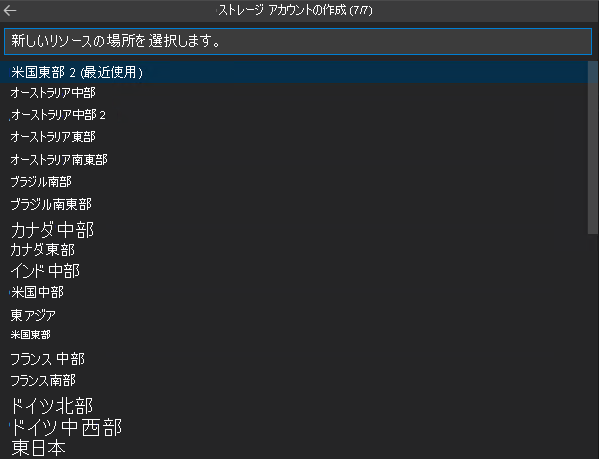 ストレージ アカウントの作成 (7/7)
新しいリソースの場所を選択します。
米国東部 2 (最近使用)
オーストラリア中部
オーストラリア中部 2
オーストラリア東部
オーストラリア南東部
ブラジル南部
ブラジル南東部
カナダ中部
カナダ東部
インド中部
米国中部
東アジア
米国東部
フランス中部
フランス南部
ドイツ北部
ドイツ中西部
東日本